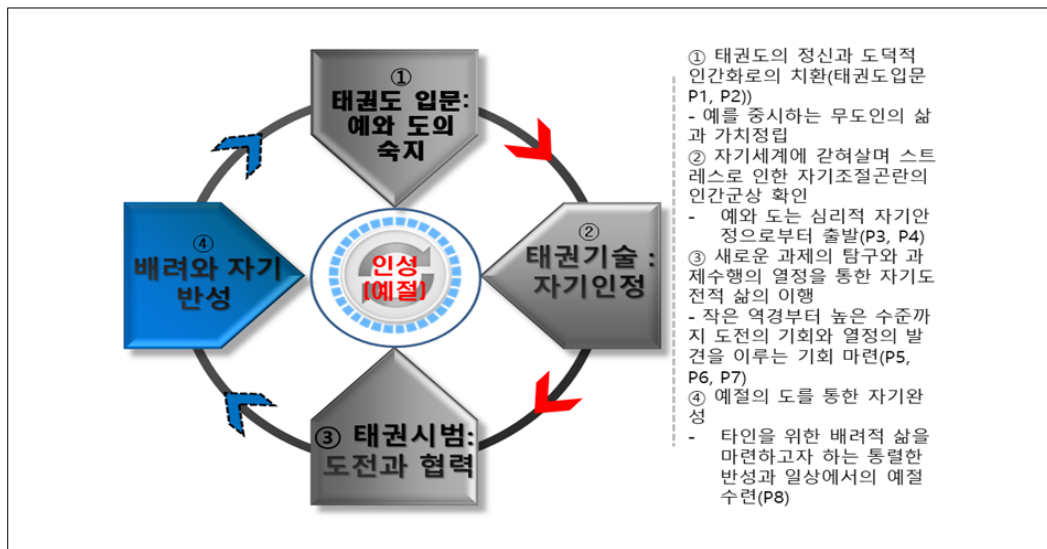 ①
태권도 입문:
예와 도의
숙지
②
태권기술 :
자기인정
③ 태권시범:
도전과 협력
④
배려와 자기
반성
인성
(예절)
① 태권도의 정신과 도덕적
인간화로의 치환(태권도입문
P1, P2))
- 예를 중시하는 무도인의 삶
과 가치정립
② 자기세계에 갇혀살며 스트
레스로 인한 자기조절곤란의
인간군상 확인
- 예와 도는 심리적 자기안
정으로부터 출발(P3, P4)
③ 새로운 과제의 탐구와 과
제수행의 열정을 통한 자기도
전적 삶의 이행
- 작은 역경부터 높은 수준까
지 도전의 기회와 열정의 발
견을 이루는 기회 마련(P5,
P6, P7)
④ 예절의 도를 통한 자기완
성
- 타인을 위한 배려적 삶을
마련하고자 하는 통렬한
반성과 일상에서의 예절
수련(P8)